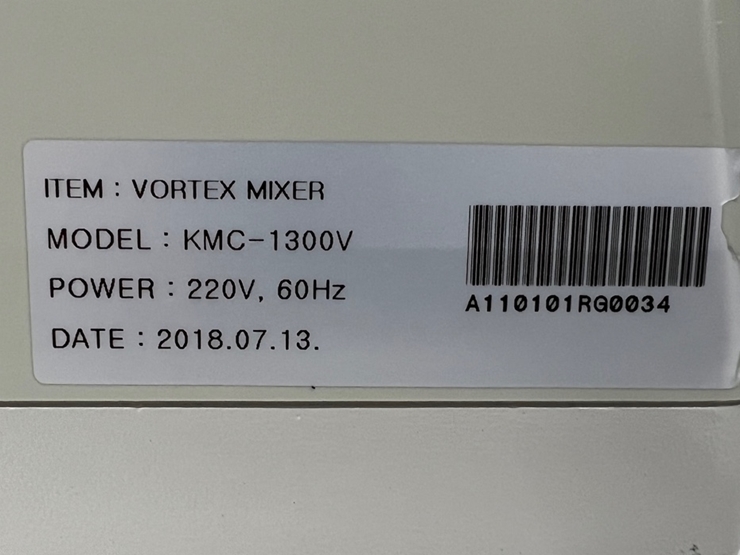 ITEM : VORTEX MIXER
MODEL : KMC-1300V
POWER : 220V, 60Hz
DATE : 2018.07.13.
A110101RG0034